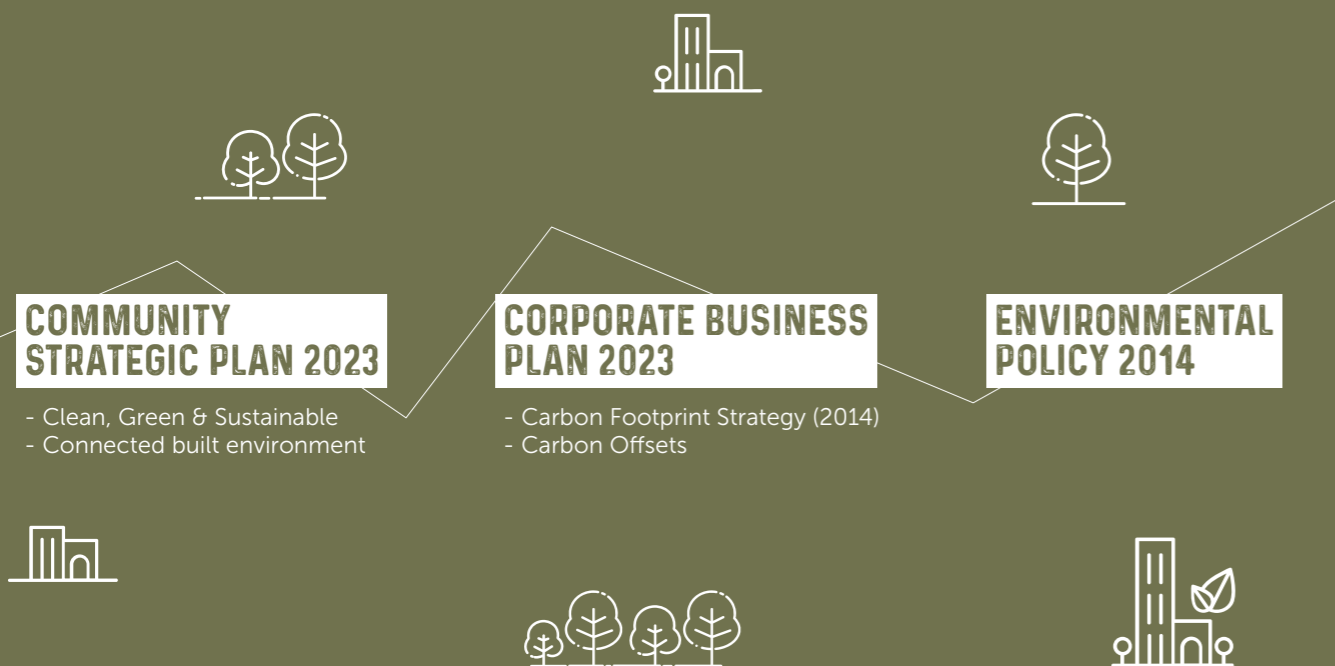 COMMUNITY
STRATEGIC PLAN 2023
- Clean, Green & Sustainable
- Connected built environment
CORPORATE BUSINESS
PLAN 2023
- Carbon Footprint Strategy (2014)
- Carbon Offsets
ENVIRONMENTAL
POLICY 2014